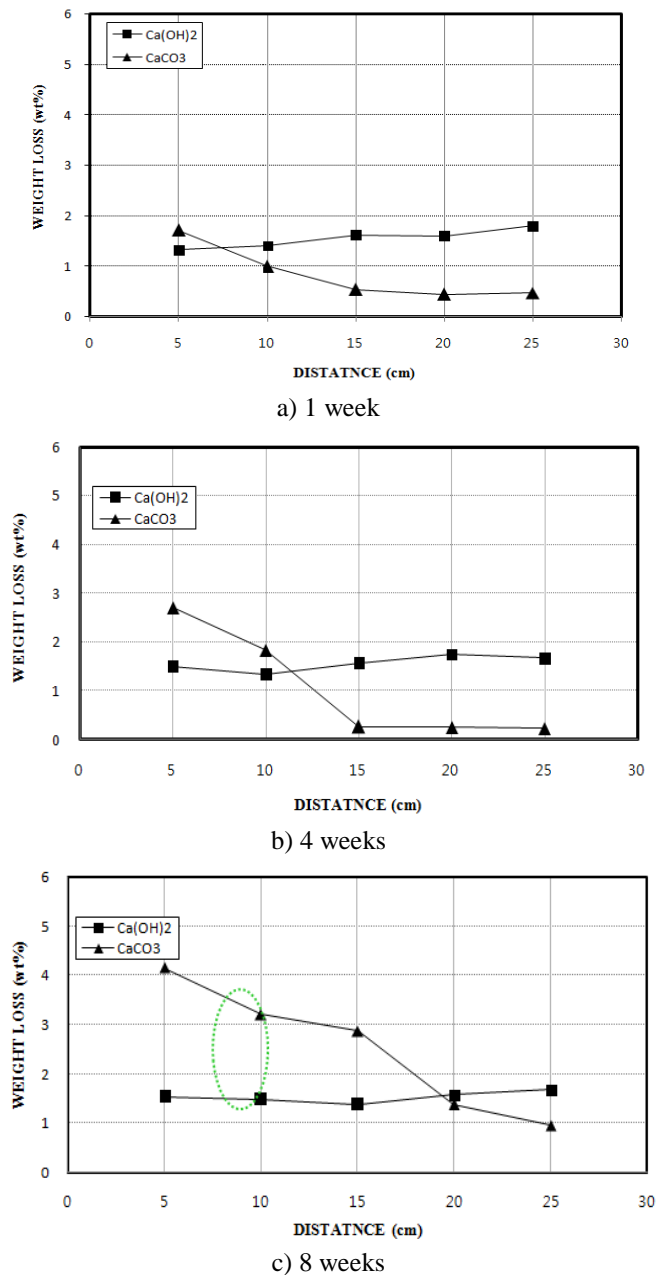 6
5
4
3
2
1
0
WEIGHT LOSS (wt%)
Ca(OH)2
CaCO3
0 5 10 15 20 25 30
DISTATNCE (cm)
a) 1 week
6
5
4
3
2
1
0
WEIGHT LOSS (wt%)
Ca(OH)2
CaCO3
0 5 10 15 20 25 30
DISTATNCE (cm)
b) 4 weeks
6
5
4
3
2
1
0
WEIGHT LOSS (wt%)
Ca(OH)2
CaCO3
0 5 10 15 20 25 30
DISTATNCE (cm)
c) 8 weeks